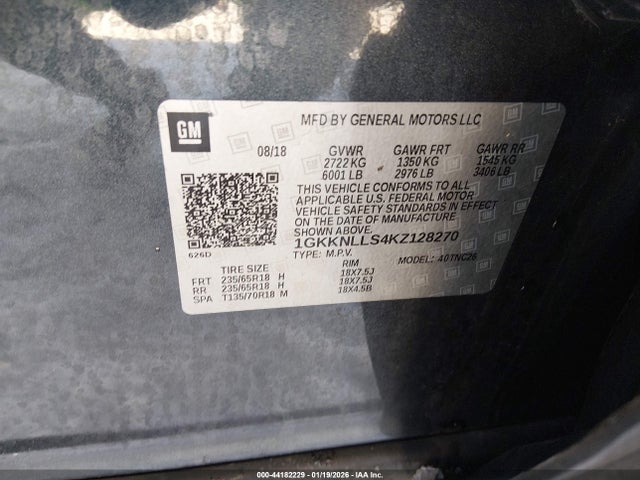 GM
MFD BY GENERAL MOTORS LLC
08/18 GVWR GAWR FRT GAWR RR
2722 KG 1350 KG 1545 KG
6001 LB 2976 LB 3406 LB
THIS VEHICLE CONFORMS TO ALL
APPLICABLE U.S. FEDERAL MOTOR
VEHICLE SAFETY STANDARDS IN EFFECT
ON THE DATE OF MANUFACTURE
SHOWN ABOVE.
1GKKNLLS4KZ128270
626D TYPE: M.P.V. MODEL: 40TNC26
TIRE SIZE RIM
FRT 235/65R18 H 18X7.5J
RR 235/65R18 H 18X7.5J
SPA T135/70R18 M 18X4.5B
000-44182229 - 01/19/2026 - IAAI CORPORATE